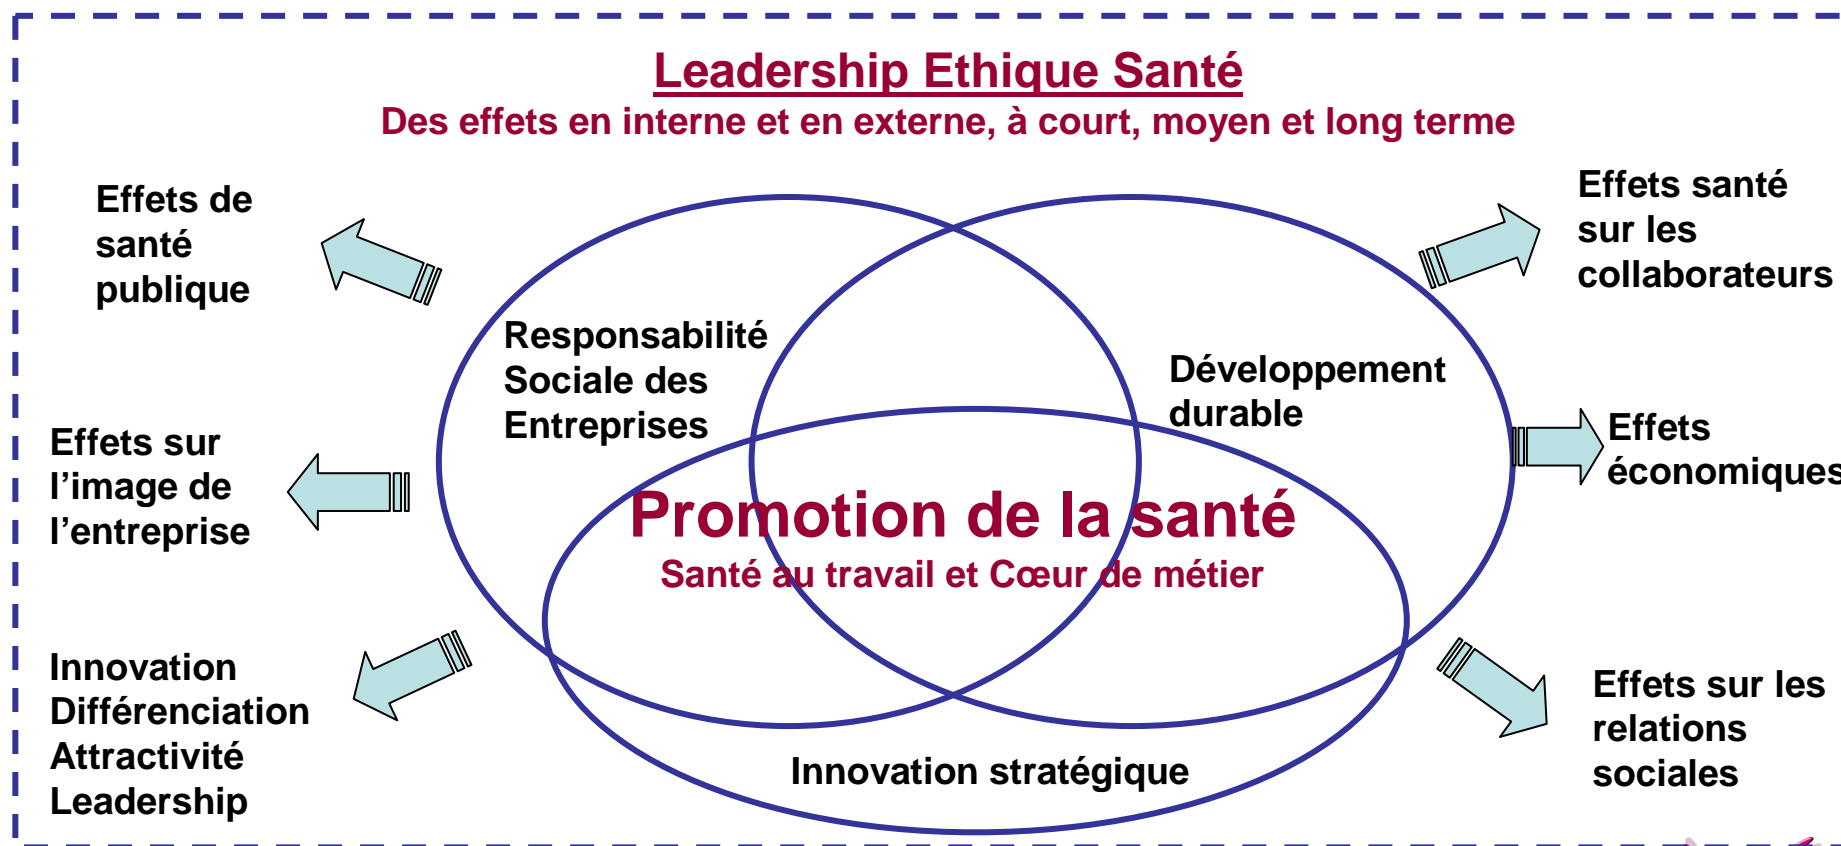 Leadership Ethique Santé
Des effets en interne et en externe, à court, moyen et long terme
Effets de
santé
publique
Effets sur
l’image de
l’entreprise
Innovation
Différenciation
Attractivité
Leadership
Responsabilité
Sociale des
Entreprises
Développement
durable
Promotion de la santé
Santé au travail et Cœur de métier
Innovation stratégique
Effets santé
sur les
collaborateurs
Effets
économiques
Effets sur les
relations
sociales